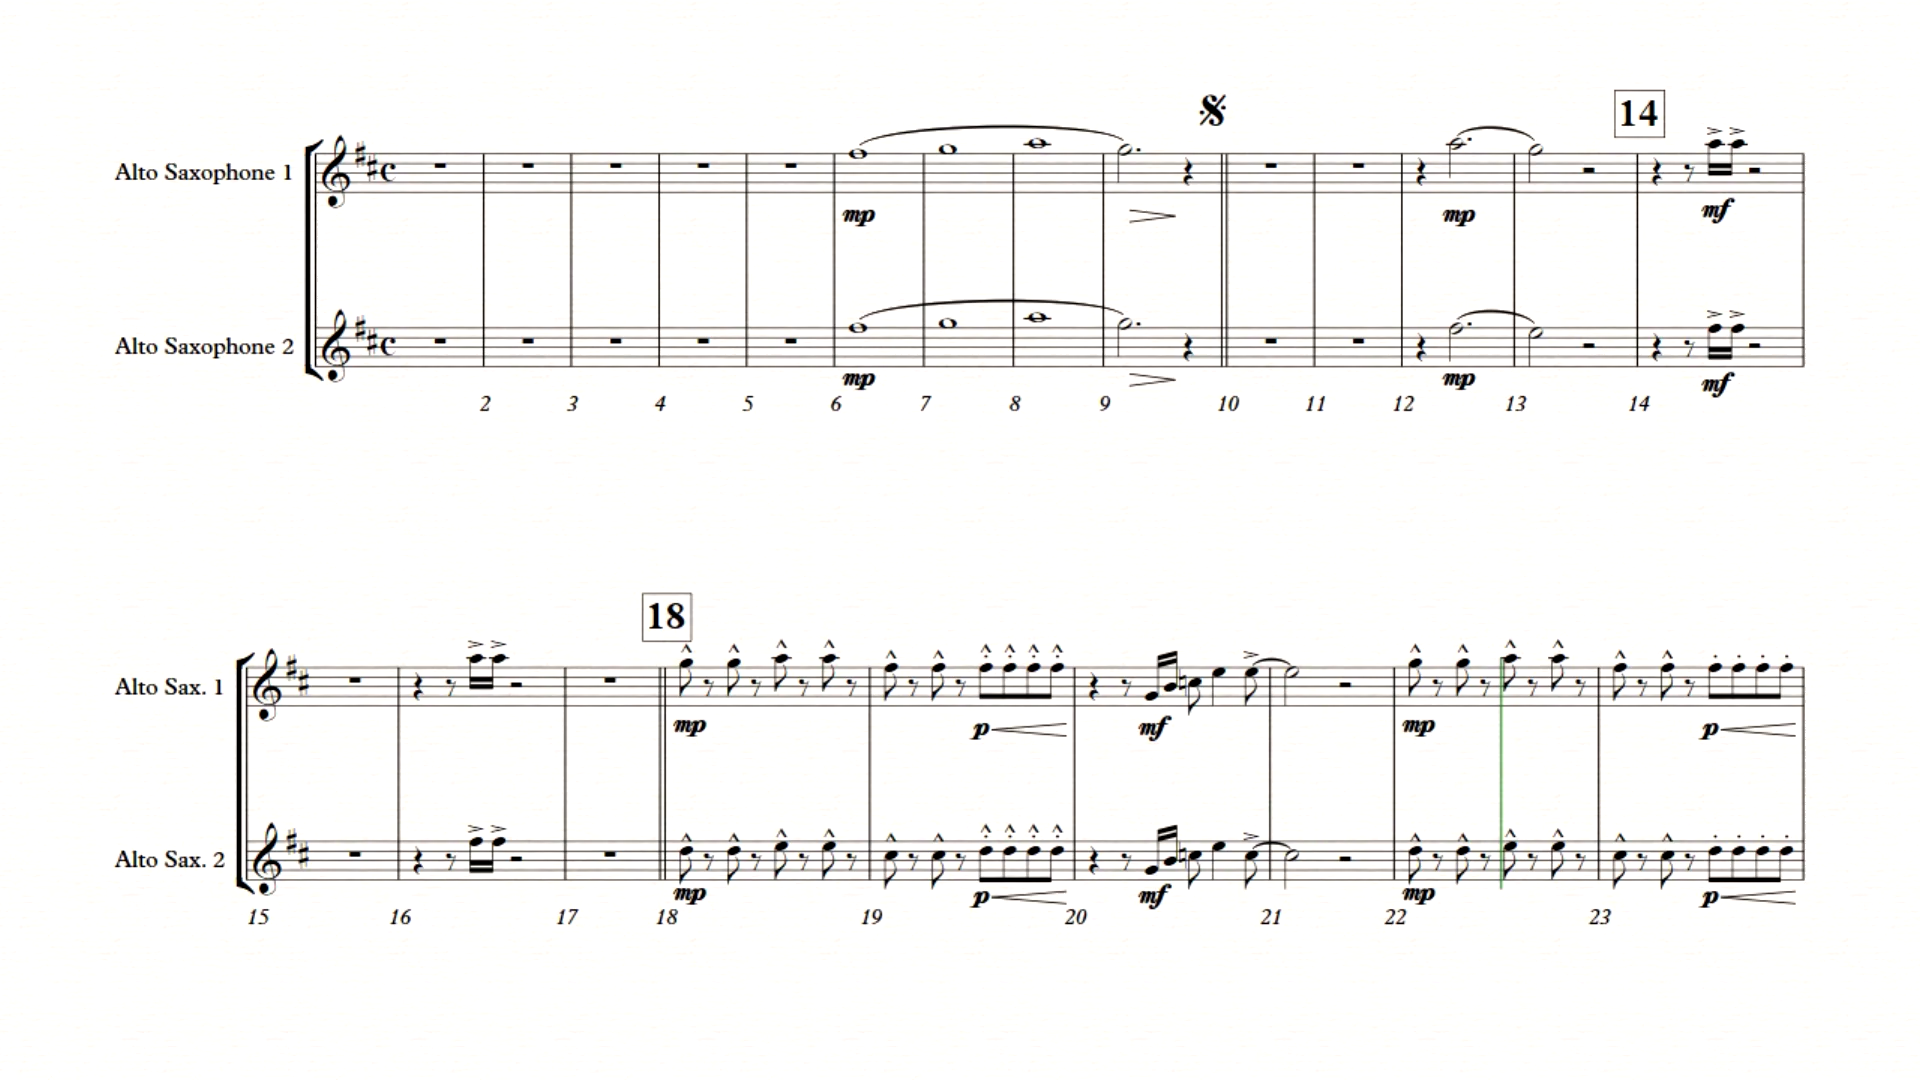 14
Alto Saxophone 1
mp mp mf
Alto Saxophone 2
mp mp mf
2 3 4 5 6 7 8 9 10 11 12 13 14
18
Alto Sax. 1
mp p mf mp p
Alto Sax. 2
mp p mf mp p
15 16 17 18 19 20 21 22 23